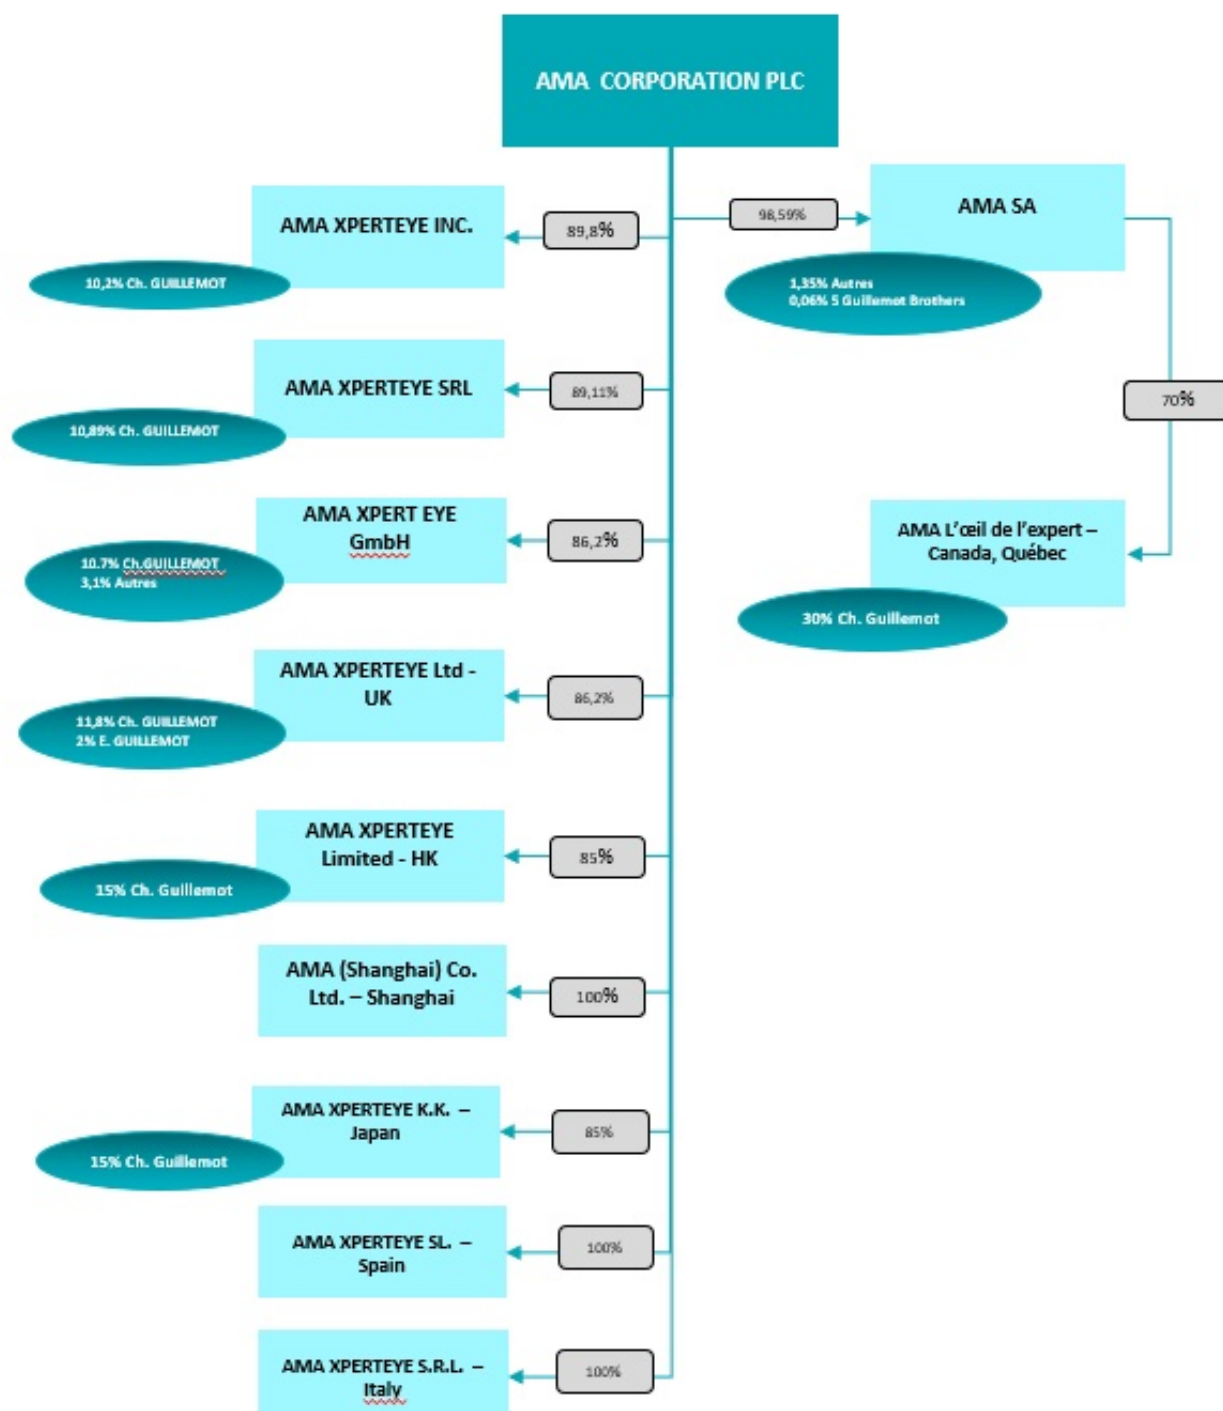 AMA CORPORATION PLC
AMA XPERTEYE INC.
89,8%
10,2% Ch. GUILLEMOT
98,59%
AMA SA
1,35% Autres
0,06% 5 Guillemot Brothers
AMA XPERTEYE SRL
89,11%
10,89% Ch. GUILLEMOT
70%
AMA XPERT EYE
GmbH
86,2%
10.7% Ch.GUILLEMOT
3,1% Autres
AMA L’œil de l’expert –
Canada, Québec
30% Ch. Guillemot
AMA XPERTEYE Ltd -
UK
86,2%
11,8% Ch. GUILLEMOT
2% E. GUILLEMOT
AMA XPERTEYE
Limited - HK
85%
15% Ch. Guillemot
AMA (Shanghai) Co.
Ltd. – Shanghai
100%
AMA XPERTEYE K.K. –
Japan
85%
15% Ch. Guillemot
AMA XPERTEYE SL. –
Spain
100%
AMA XPERTEYE S.R.L. –
Italy
100%